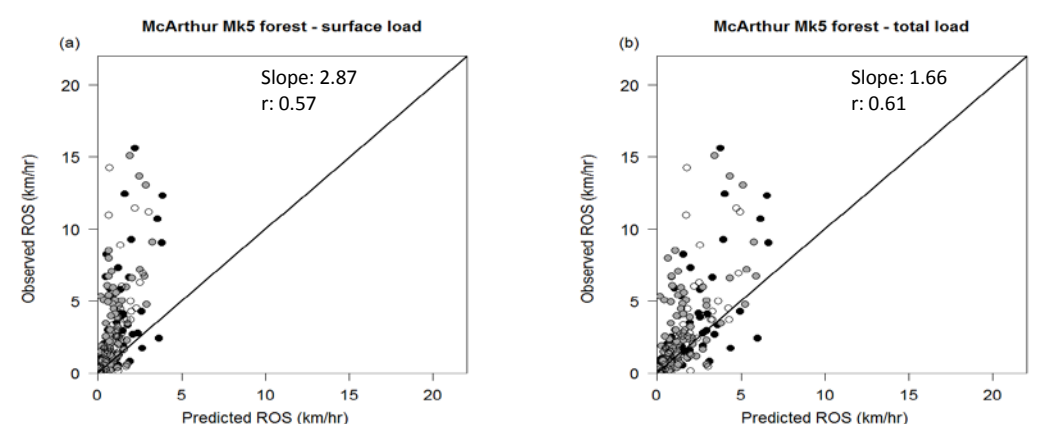 McArthur Mk5 forest - surface load
(a)
Slope: 2.87
r: 0.57
20
15
10
5
0
Observed ROS (km/hr)
0 5 10 15 20
Predicted ROS (km/hr)
McArthur Mk5 forest - total load
(b)
Slope: 1.66
r: 0.61
20
15
10
5
0
Observed ROS (km/hr)
0 5 10 15 20
Predicted ROS (km/hr)